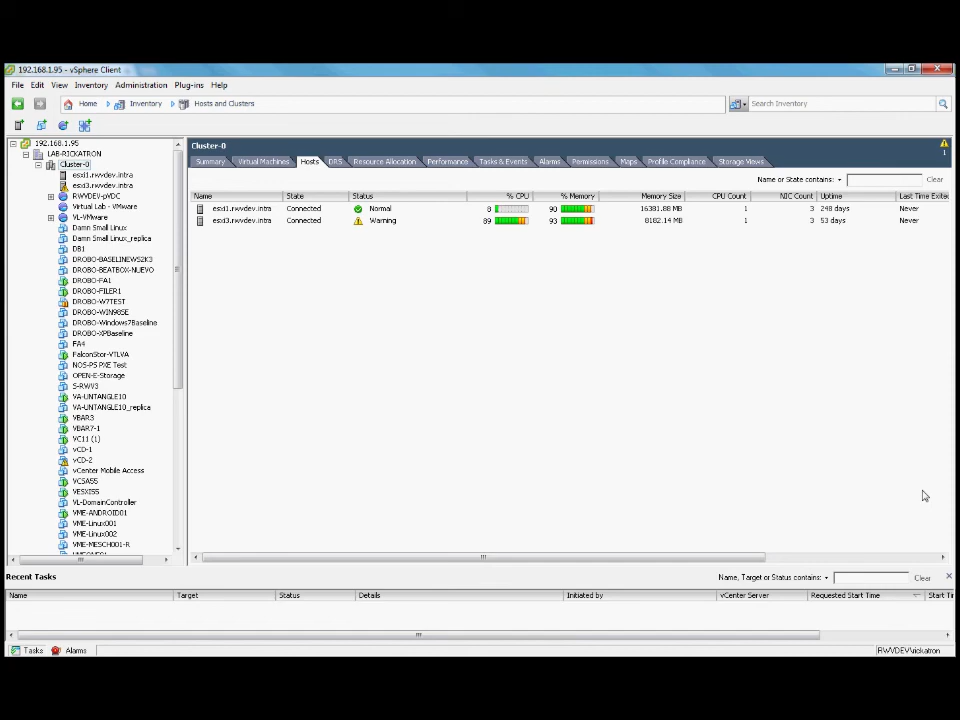 192.168.1.95 - vSphere Client
File Edit View Inventory Administration Plug-ins Help
Home Inventory Hosts and Clusters Search Inventory
192.168.1.95
LAB-RICKATRON
Cluster-0
esxi1.rwvdev.intra
esxi3.rwvdev.intra
RWVDEV-pVDC
Virtual Lab - VMware
VL-VMware
Damn Small Linux
Damn Small Linux_replica
DB1
DROBO-BASELINEWS2K3
DROBO-BEATBOX-NUEVO
DROBO-FA1
DROBO-FILER1
DROBO-W7TEST
DROBO-WIN98SE
DROBO-Windows7Baseline
DROBO-XPBaseline
FA4
FalconStor-VTLVA
NOS-PS PXE Test
OPEN-E-Storage
S-RWV3
VA-UNTANGLE10
VA-UNTANGLE10_replica
VBAR3
VBAR7-1
VC11 (1)
vCD-1
vCD-2
vCenter Mobile Access
VCSA55
VESXI55
VL-DomainController
VME-ANDROID01
VME-Linux001
VME-Linux002
VME-MESCH001-R
Cluster-0
Summary Virtual Machines Hosts DRS Resource Allocation Performance Tasks & Events Alarms Permissions Maps Profile Compliance Storage Views
Name or State contains: Clear
Name State Status % CPU % Memory Memory Size CPU Count NIC Count Uptime Last Time Exited
esxi1.rwvdev.intra Connected Normal 8 90 16381.88 MB 1 3 248 days Never
esxi3.rwvdev.intra Connected Warning 89 93 8182.14 MB 1 3 53 days Never
Recent Tasks Name, Target or Status contains: Clear
Name Target Status Details Initiated by vCenter Server Requested Start Time Start Ti
Tasks Alarms RWVDEV\rickatron